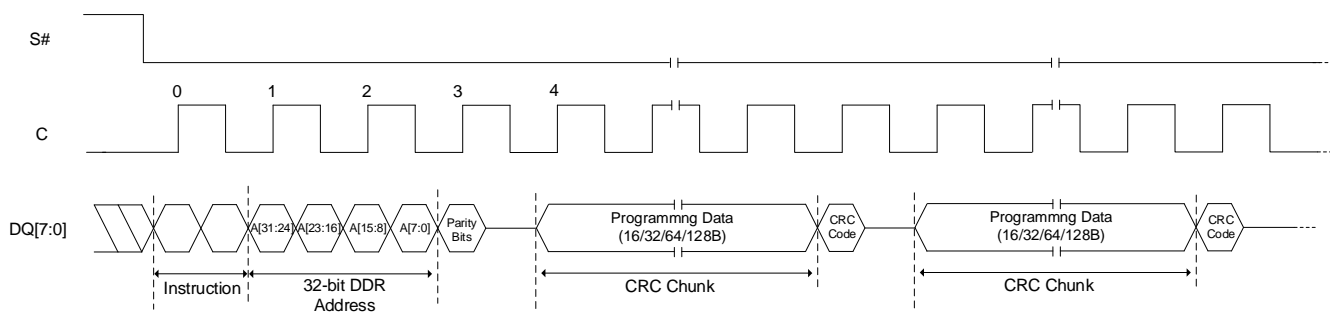 S#
0 1 2 3 4
C
DQ[7:0]
A[31:24] A[23:16] A[15:8] A[7:0]
Parity
Bits
Programmng Data
(16/32/64/128B)
CRC
Code
Programmng Data
(16/32/64/128B)
CRC
Code
Instruction
32-bit DDR
Address
CRC Chunk
CRC Chunk